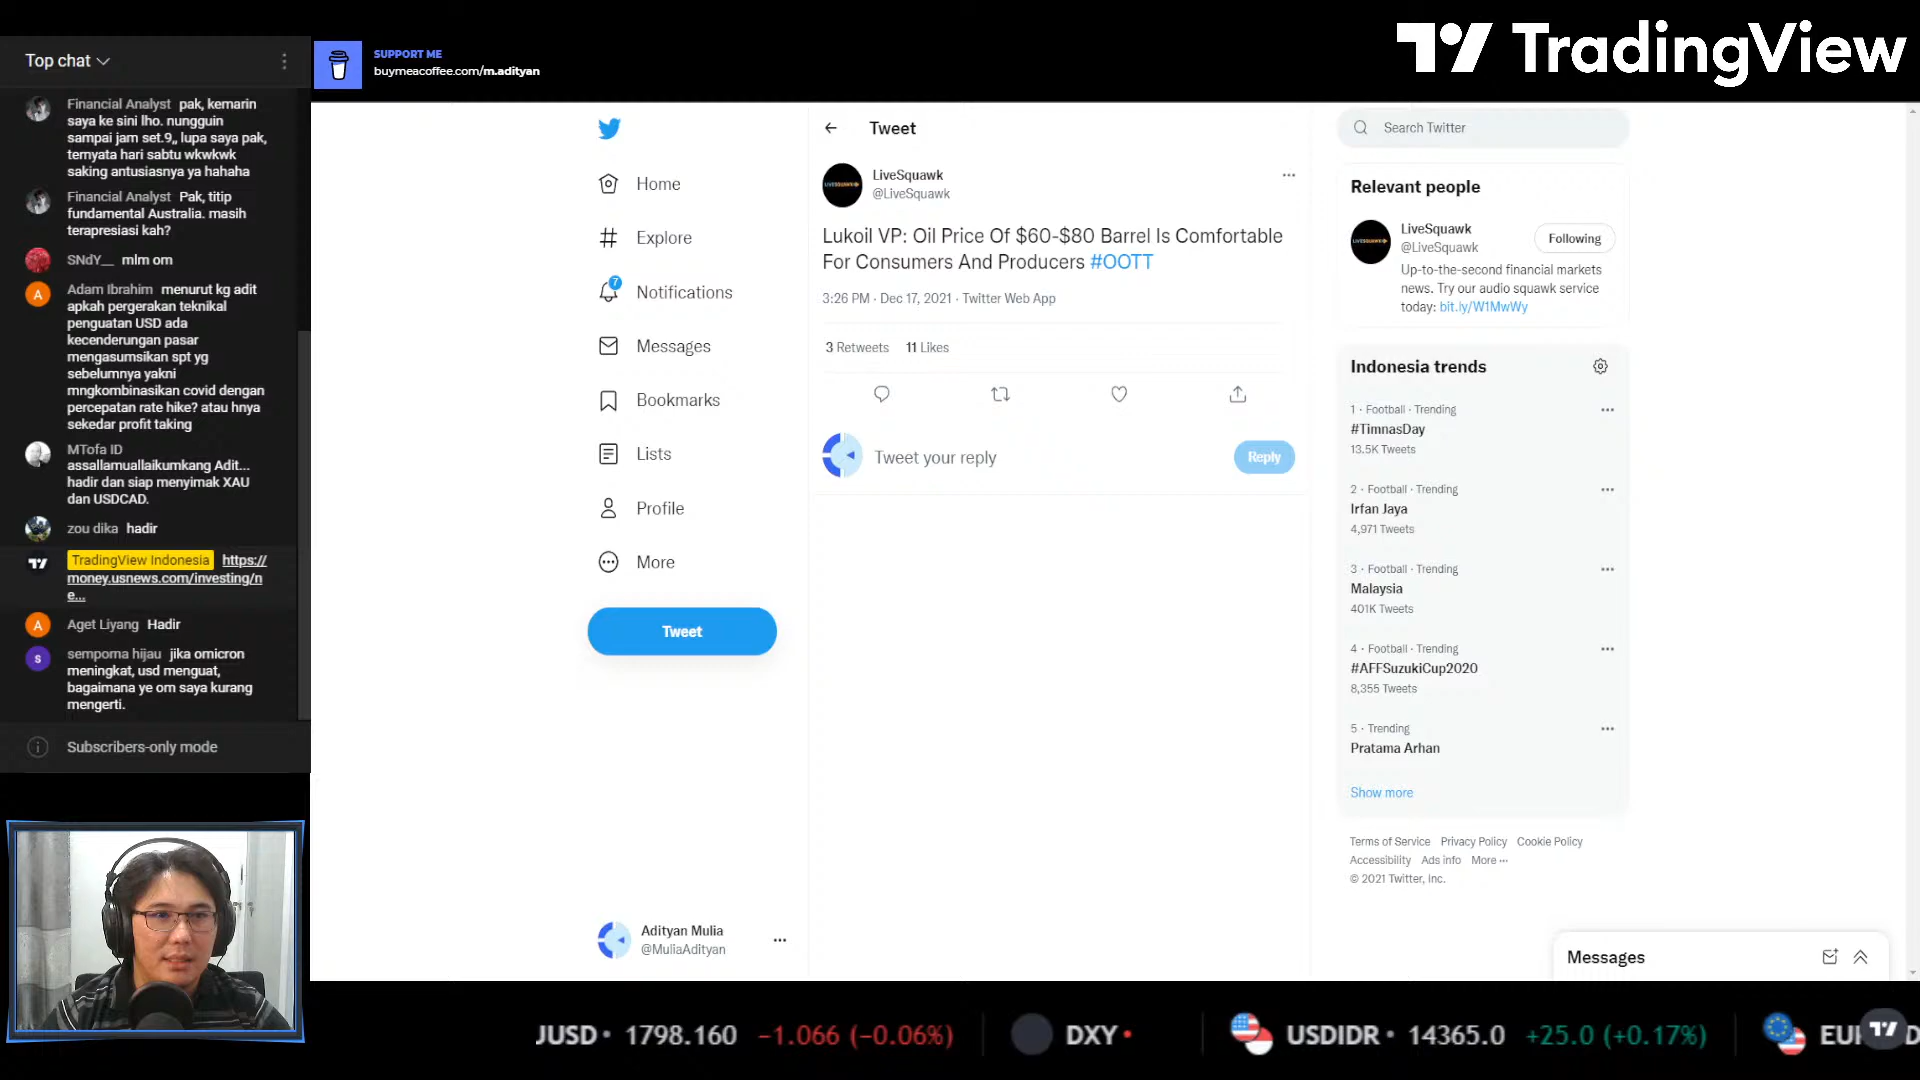 Top chat
SUPPORT ME
buymeacoffee.com/m.adityan
TradingView
Financial Analyst pak, kemarin
saya ke sini lho. nungguin
sampai jam set.9,, lupa saya pak,
ternyata hari sabtu wkwkwk
saking antusiasnya ya hahaha
Financial Analyst Pak, titip
fundamental Australia. masih
terapresiasi kah?
SNdY__ mlm om
A
Adam Ibrahim menurut kg adit
apkah pergerakan teknikal
penguatan USD ada
kecenderungan pasar
mengasumsikan spt yg
sebelumnya yakni
mngkombinasikan covid dengan
percepatan rate hike? atau hnya
sekedar profit taking
MTofa ID
assallamuallaikumkang Adit...
hadir dan siap menyimak XAU
dan USDCAD.
zou dika hadir
TradingView Indonesia https://
money.usnews.com/investing/n
e...
A
Aget Liyang Hadir
s
semporna hijau jika omicron
meningkat, usd menguat,
bagaimana ye om saya kurang
mengerti.
Subscribers-only mode
Home
Explore
7
Notifications
Messages
Bookmarks
Lists
Profile
More
Tweet
Adityan Mulia
@MuliaAdityan
Tweet
LiveSquawk
@LiveSquawk
Lukoil VP: Oil Price Of $60-$80 Barrel Is Comfortable
For Consumers And Producers #OOTT
3:26 PM · Dec 17, 2021 · Twitter Web App
3 Retweets 11 Likes
Tweet your reply
Reply
Search Twitter
Relevant people
LiveSquawk
@LiveSquawk
Following
Up-to-the-second financial markets
news. Try our audio squawk service
today: bit.ly/W1MwWy
Indonesia trends
1 · Football · Trending
#TimnasDay
13.5K Tweets
2 · Football · Trending
Irfan Jaya
4,971 Tweets
3 · Football · Trending
Malaysia
401K Tweets
4 · Football · Trending
#AFFSuzukiCup2020
8,355 Tweets
5 · Trending
Pratama Arhan
Show more
Terms of Service Privacy Policy Cookie Policy
Accessibility Ads info More ···
© 2021 Twitter, Inc.
Messages
JUSD · 1798.160 −1.066 (−0.06%) DXY · USDIDR · 14365.0 +25.0 (+0.17%)